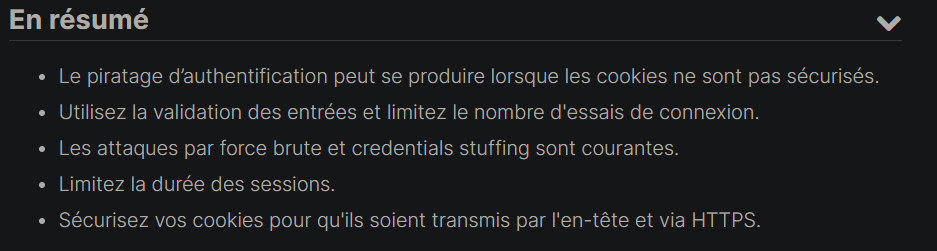 En résumé
Le piratage d’authentification peut se produire lorsque les cookies ne sont pas sécurisés.
Utilisez la validation des entrées et limitez le nombre d'essais de connexion.
Les attaques par force brute et credentials stuffing sont courantes.
Limitez la durée des sessions.
Sécurisez vos cookies pour qu'ils soient transmis par l'en-tête et via HTTPS.